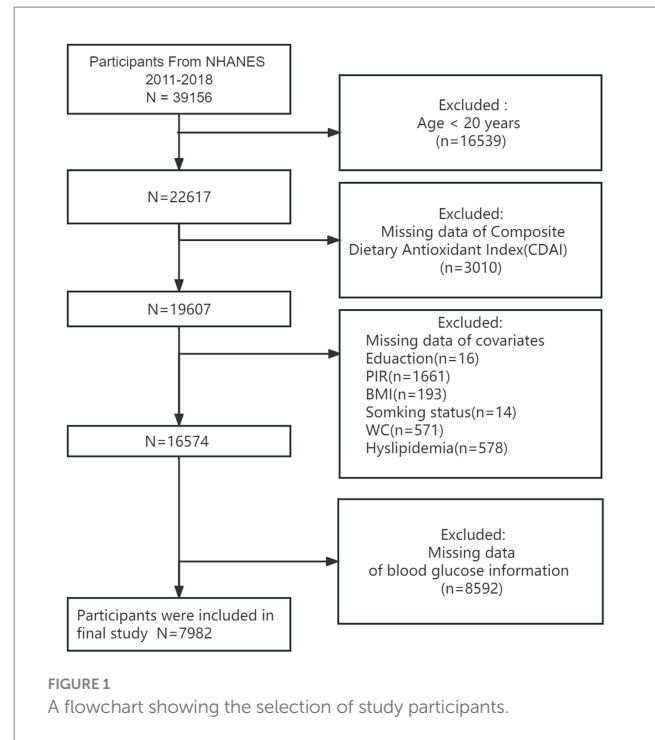 Participants From NHANES
2011-2018
N = 39156
Excluded :
Age < 20 years
(n=16539)
N=22617
Excluded:
Missing data of Composite
Dietary Antioxidant Index(CDAI)
(n=3010)
N=19607
Excluded:
Missing data of covariates
Eduaction(n=16)
PIR(n=1661)
BMI(n=193)
Somking status(n=14)
WC(n=571)
Hyslipidemia(n=578)
N=16574
Excluded:
Missing data
of blood glucose information
(n=8592)
Participants were included in
final study N=7982
FIGURE 1
A flowchart showing the selection of study participants.